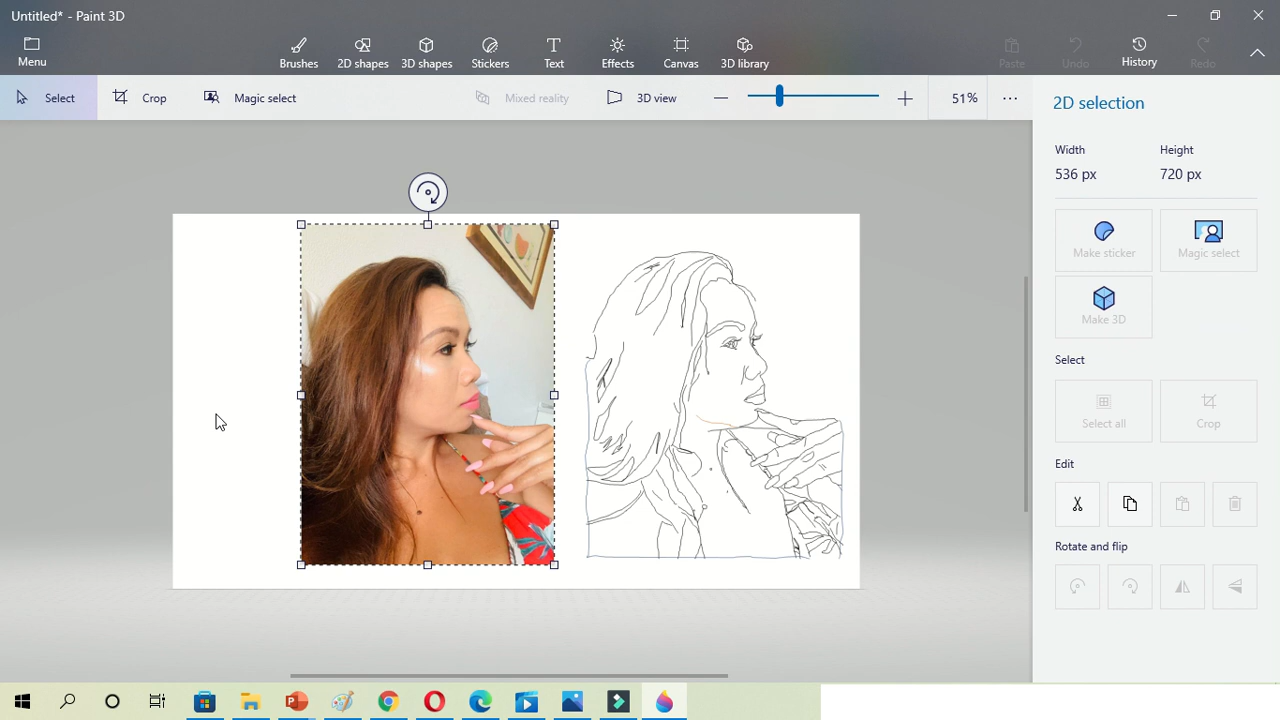 Untitled* - Paint 3D
Menu
Brushes
2D shapes
3D shapes
Stickers
Text
Effects
Canvas
3D library
Paste
Undo
History
Redo
Select
Crop
Magic select
Mixed reality
3D view
51%
2D selection
Width
Height
536 px
720 px
Make sticker
Magic select
Make 3D
Select
Select all
Crop
Edit
Rotate and flip